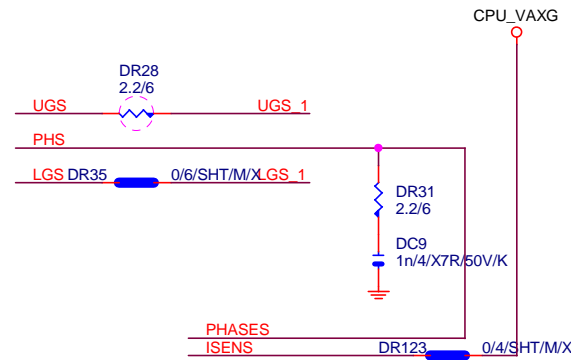 CPU_VAXG
DR28
2.2/6
UGS UGS_1
PHS
LGS DR35 0/6/SHT/M/X LGS_1
DR31
2.2/6
DC9
1n/4/X7R/50V/K
PHASES
ISENS DR123 0/4/SHT/M/X